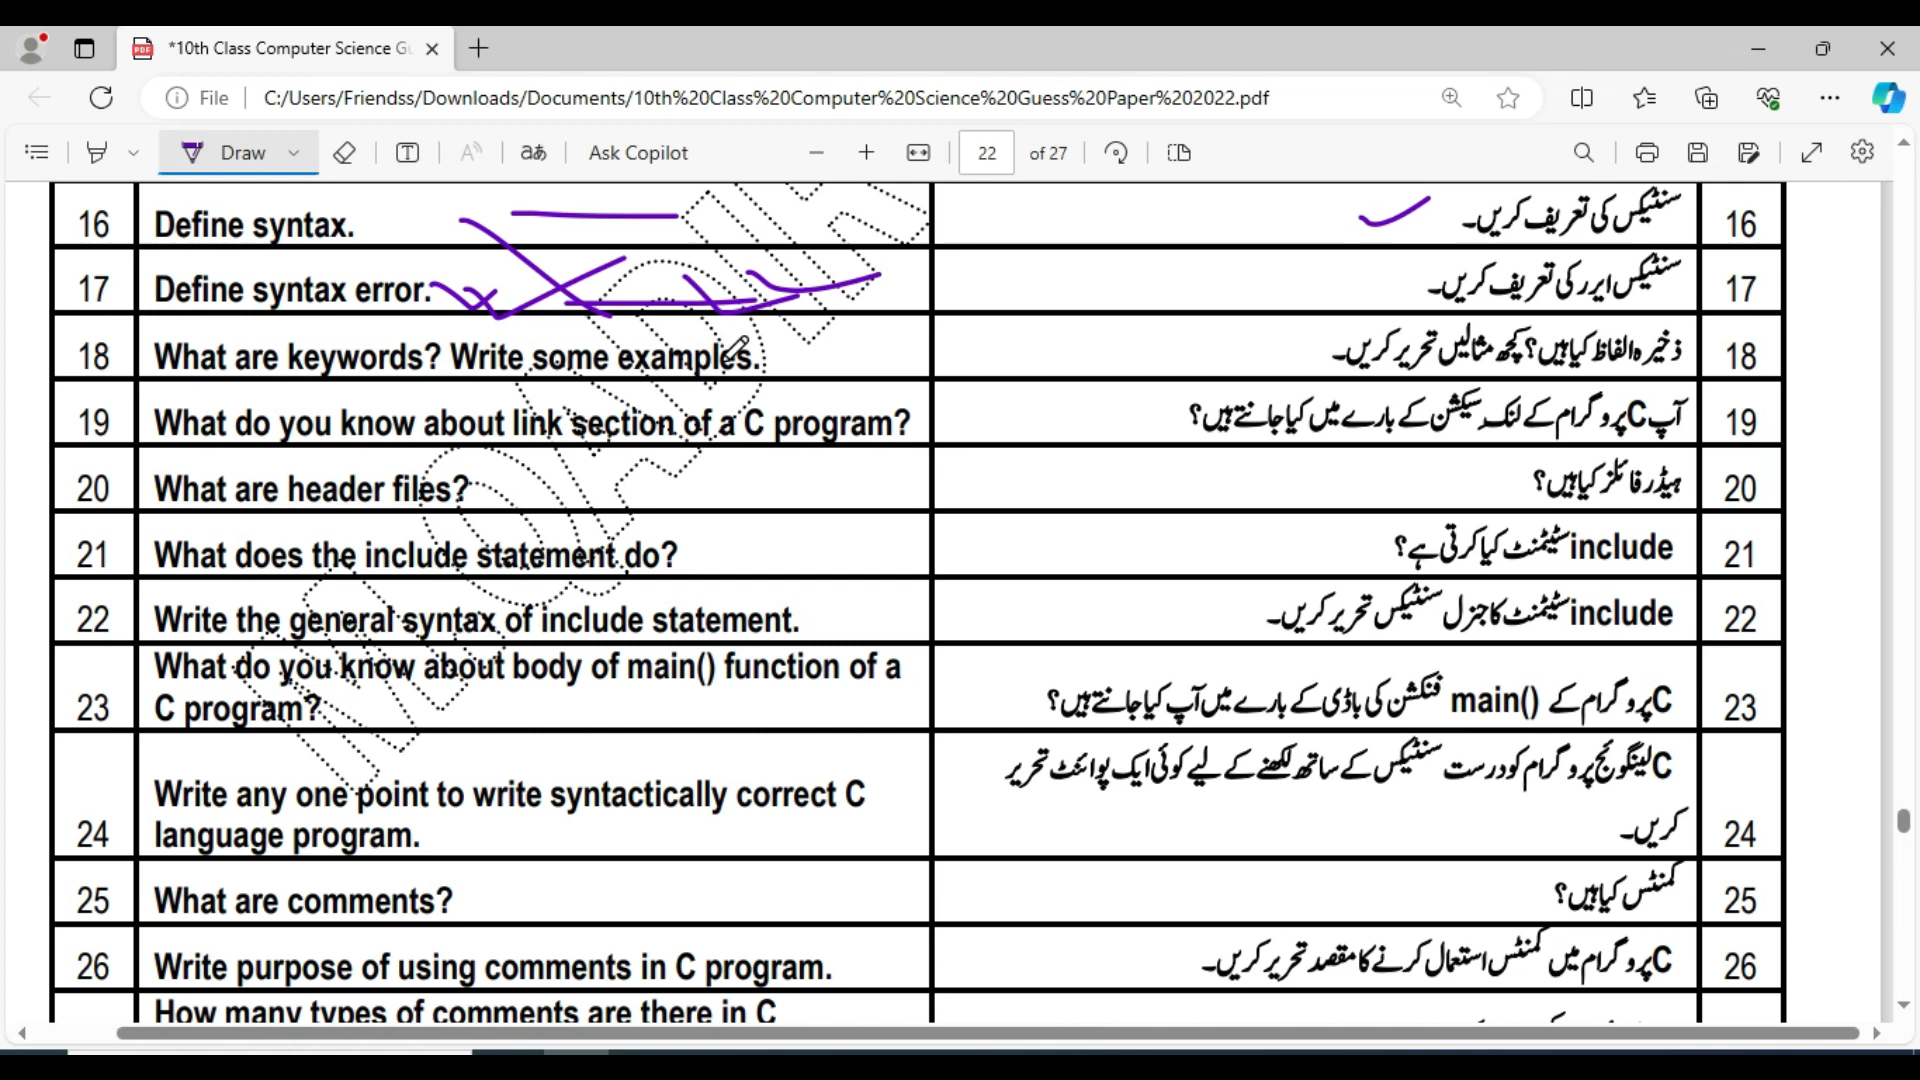 *10th Class Computer Science G
File
C:/Users/Friendss/Downloads/Documents/10th%20Class%20Computer%20Science%20Guess%20Paper%202022.pdf
Draw
Ask Copilot
22
of 27
16 Define syntax. سنٹیکس کی تعریف کریں۔ 16
17 Define syntax error. سنٹیکس ایرر کی تعریف کریں۔ 17
18 What are keywords? Write some examples. ذخیرہ الفاظ کیا ہیں؟ کچھ مثالیں تحریر کریں۔ 18
19 What do you know about link section of a C program? آپ C پروگرام کے لنک سیکشن کے بارے میں کیا جانتے ہیں؟ 19
20 What are header files? ہیڈر فائلز کیا ہیں؟ 20
21 What does the include statement do? include سٹیٹمنٹ کیا کرتی ہے؟ 21
22 Write the general syntax of include statement. include سٹیٹمنٹ کا جنرل سنٹیکس تحریر کریں۔ 22
23 What do you know about body of main() function of a
C program? C پروگرام کے main() فنکشن کی باڈی کے بارے میں آپ کیا جانتے ہیں؟ 23
24 Write any one point to write syntactically correct C
language program. C لینگوئج پروگرام کو درست سنٹیکس کے ساتھ لکھنے کے لیے کوئی ایک پوائنٹ تحریر
کریں۔ 24
25 What are comments? کمنٹس کیا ہیں؟ 25
26 Write purpose of using comments in C program. C پروگرام میں کمنٹس استعمال کرنے کا مقصد تحریر کریں۔ 26
How many types of comments are there in C